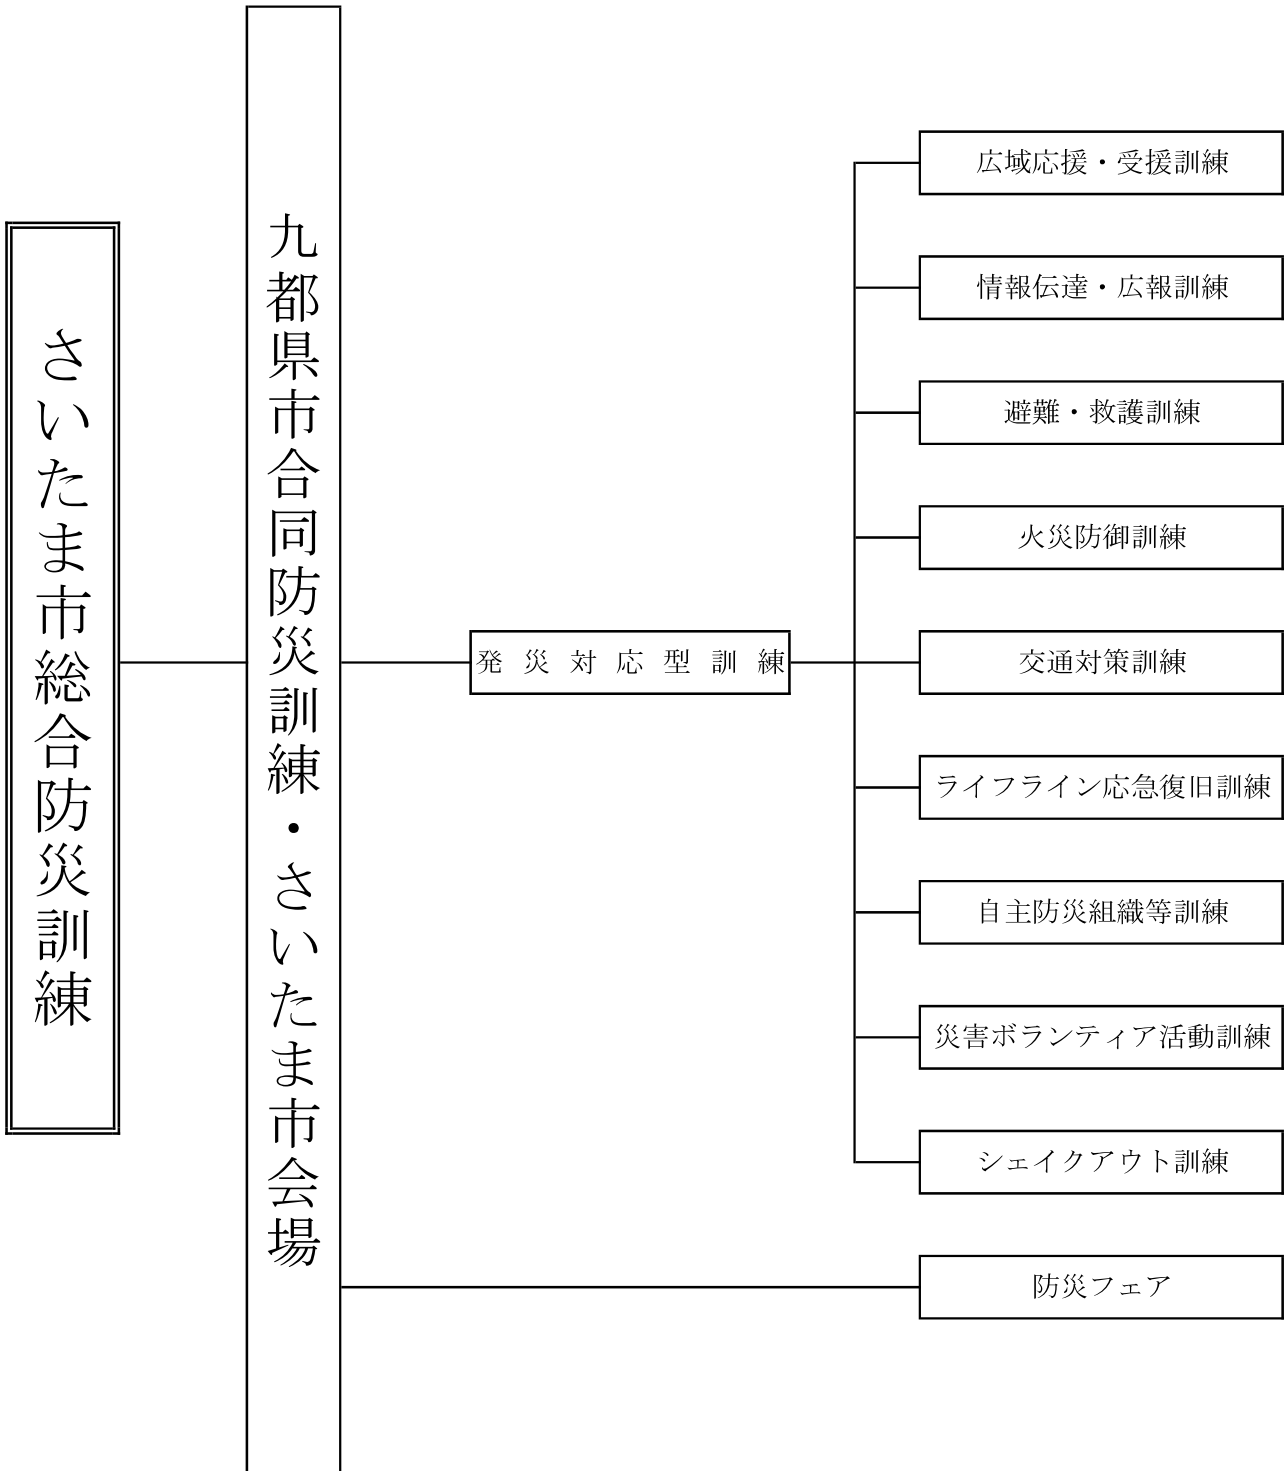 さいたま市総合防災訓練
九都県市合同防災訓練・さいたま市会場
発災対応型訓練
広域応援・受援訓練
情報伝達・広報訓練
避難・救護訓練
火災防御訓練
交通対策訓練
ライフライン応急復旧訓練
自主防災組織等訓練
災害ボランティア活動訓練
シェイクアウト訓練
防災フェア